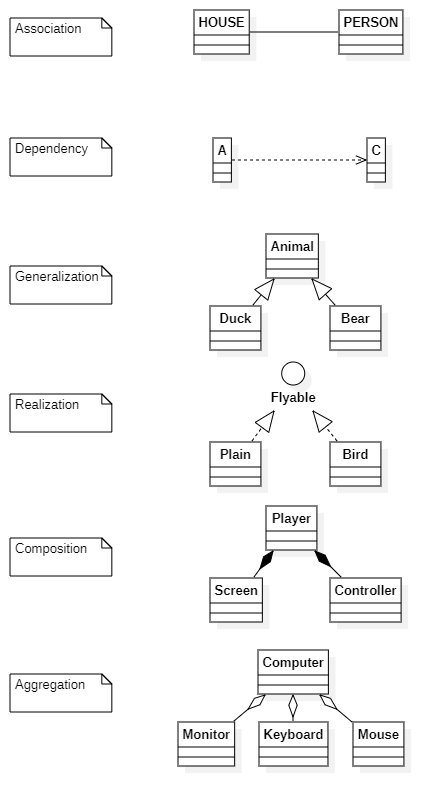 Association
HOUSE
PERSON
Dependency
A
C
Generalization
Animal
Duck
Bear
Realization
Flyable
Plain
Bird
Composition
Player
Screen
Controller
Aggregation
Computer
Monitor
Keyboard
Mouse